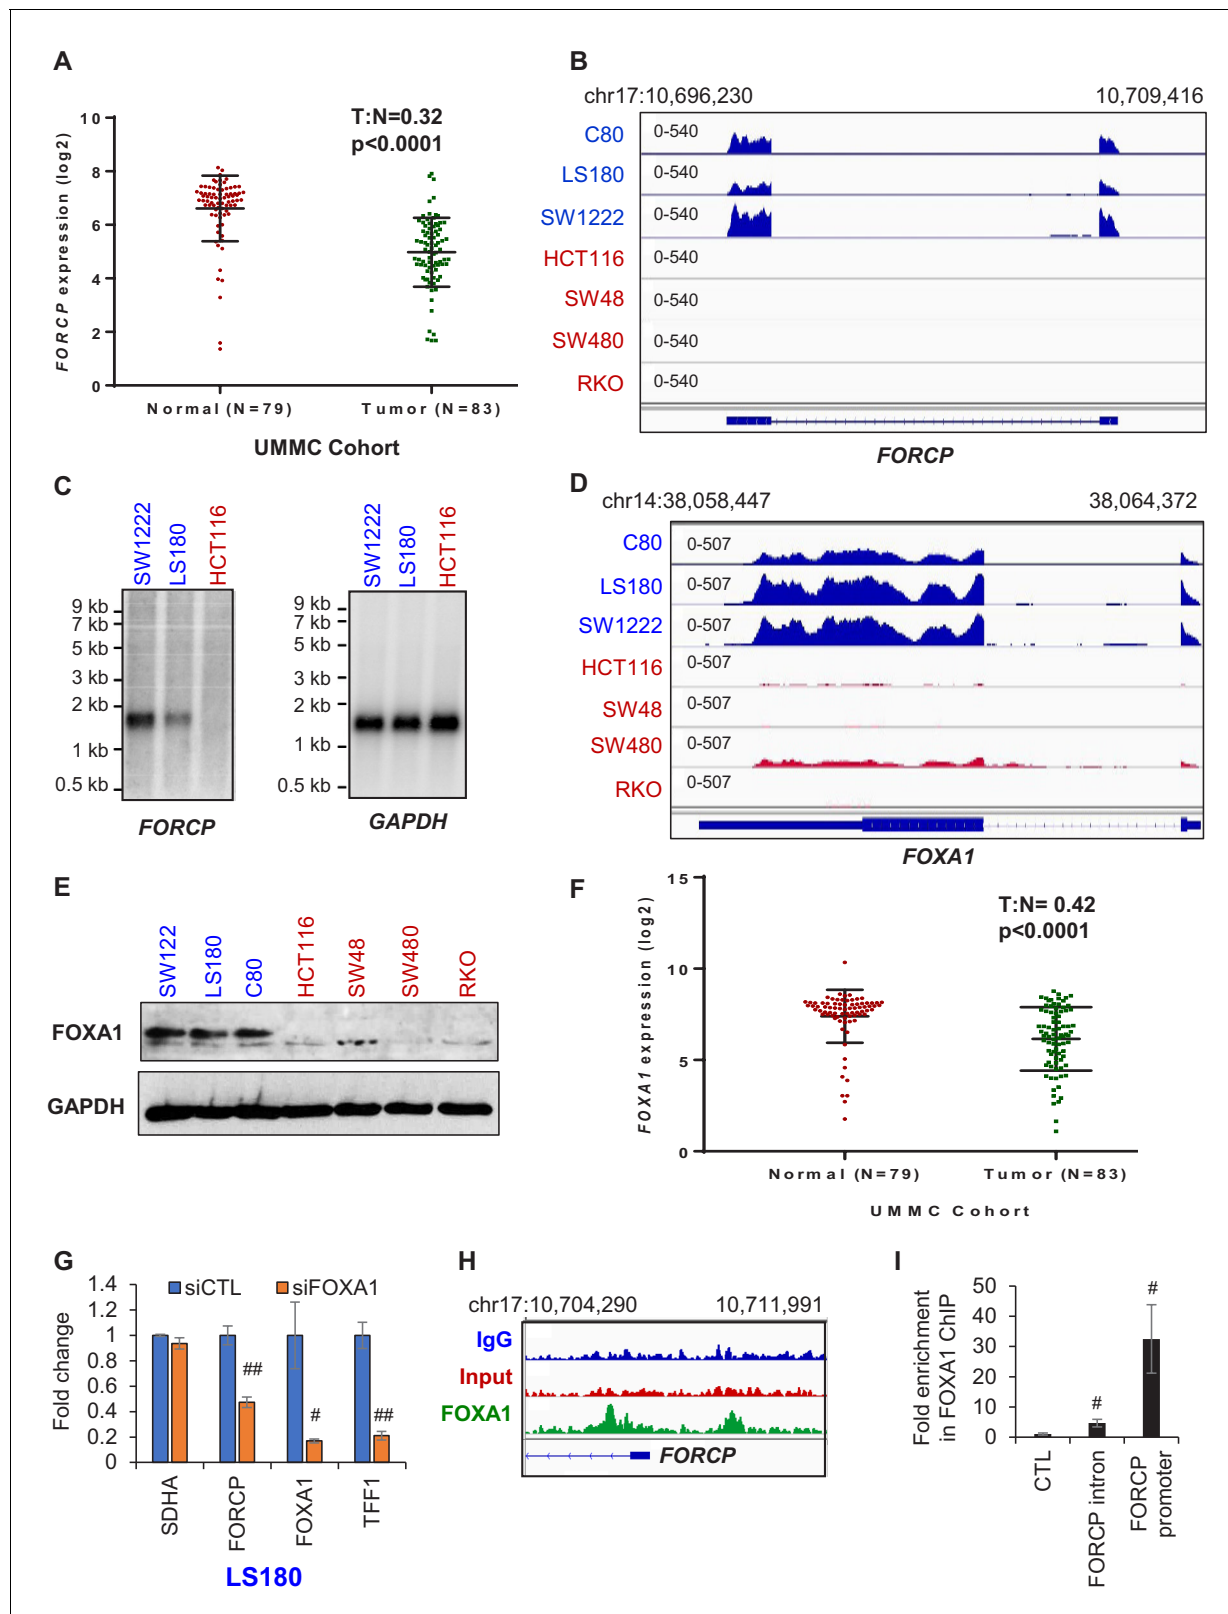 A
T:N=0.32
p<0.0001
FORCP expression (log2)
10
8
6
4
2
0
Normal (N=79)
Tumor (N=83)
UMMC Cohort
B
chr17:10,696,230
10,709,416
C80
0-540
LS180
0-540
SW1222
0-540
HCT116
0-540
SW48
0-540
SW480
0-540
RKO
0-540
FORCP
C
SW1222
LS180
HCT116
9 kb
7 kb
5 kb
3 kb
2 kb
1 kb
0.5 kb
FORCP
SW1222
LS180
HCT116
9 kb
7 kb
5 kb
3 kb
2 kb
1 kb
0.5 kb
GAPDH
D
chr14:38,058,447
38,064,372
C80
0-507
LS180
0-507
SW1222
0-507
HCT116
0-507
SW48
0-507
SW480
0-507
RKO
0-507
FOXA1
E
SW122
LS180
C80
HCT116
SW48
SW480
RKO
FOXA1
GAPDH
F
T:N= 0.42
p<0.0001
FOXA1 expression (log2)
15
10
5
0
Normal (N=79)
Tumor (N=83)
UMMC Cohort
G
siCTL
siFOXA1
Fold change
1.4
1.2
1
0.8
0.6
0.4
0.2
0
##
#
##
SDHA
FORCP
FOXA1
TFF1
LS180
H
chr17:10,704,290
10,711,991
IgG
Input
FOXA1
FORCP
I
Fold enrichment
in FOXA1 ChIP
50
40
30
20
10
0
#
#
CTL
FORCP intron
FORCP
promoter